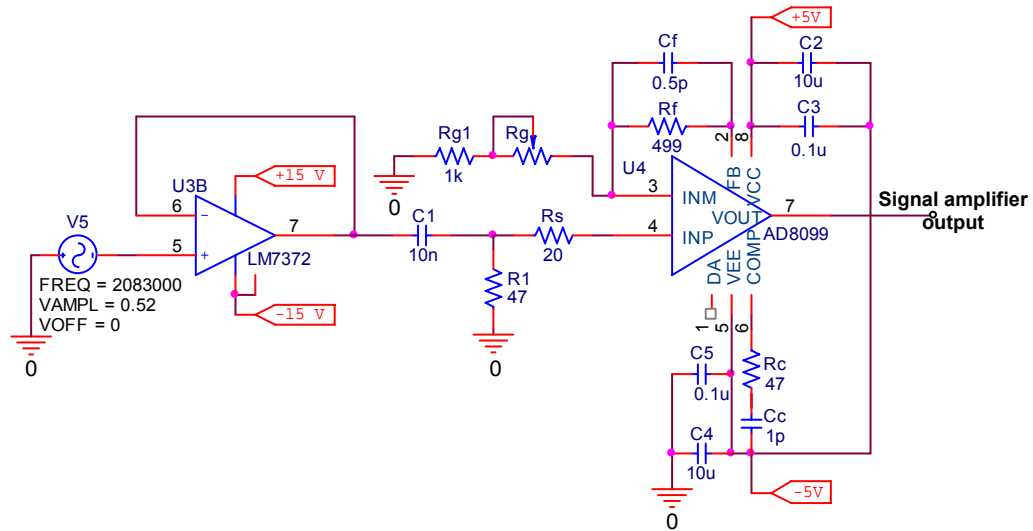 +5V
Cf
0.5p
C2
10u
Rf
499
C3
0.1u
2
8
Rg1
1k
Rg
0
U4
FB
VCC
3
INM
VOUT
7
4
INP
AD8099
DA
VEE
COMP
1
5
6
Signal amplifier
output
U3B
+15 V
6
5
7
LM7372
-15 V
V5
FREQ = 2083000
VAMPL = 0.52
VOFF = 0
0
C1
10n
Rs
20
R1
47
0
C5
0.1u
Rc
47
C4
10u
Cc
1p
0
-5V